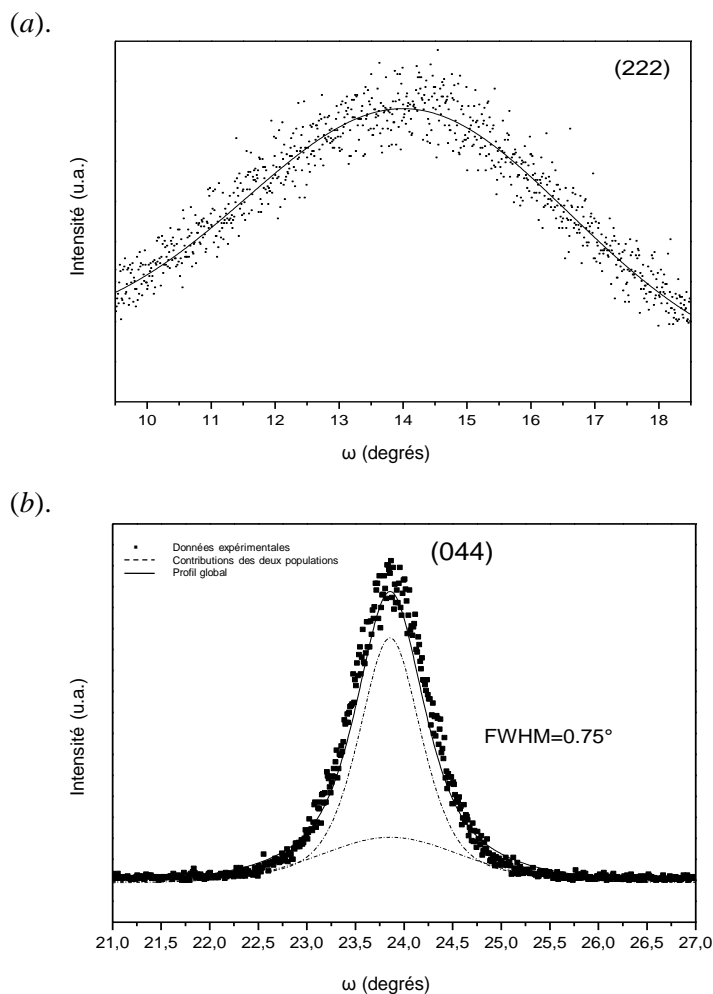 (a).
(222)
Intensité (u.a.)
10 11 12 13 14 15 16 17 18
ω (degrés)
(b).
Données expérimentales
Contributions des deux populations
Profil global
(044)
FWHM=0.75°
Intensité (u.a.)
21,0 21,5 22,0 22,5 23,0 23,5 24,0 24,5 25,0 25,5 26,0 26,5 27,0
ω (degrés)